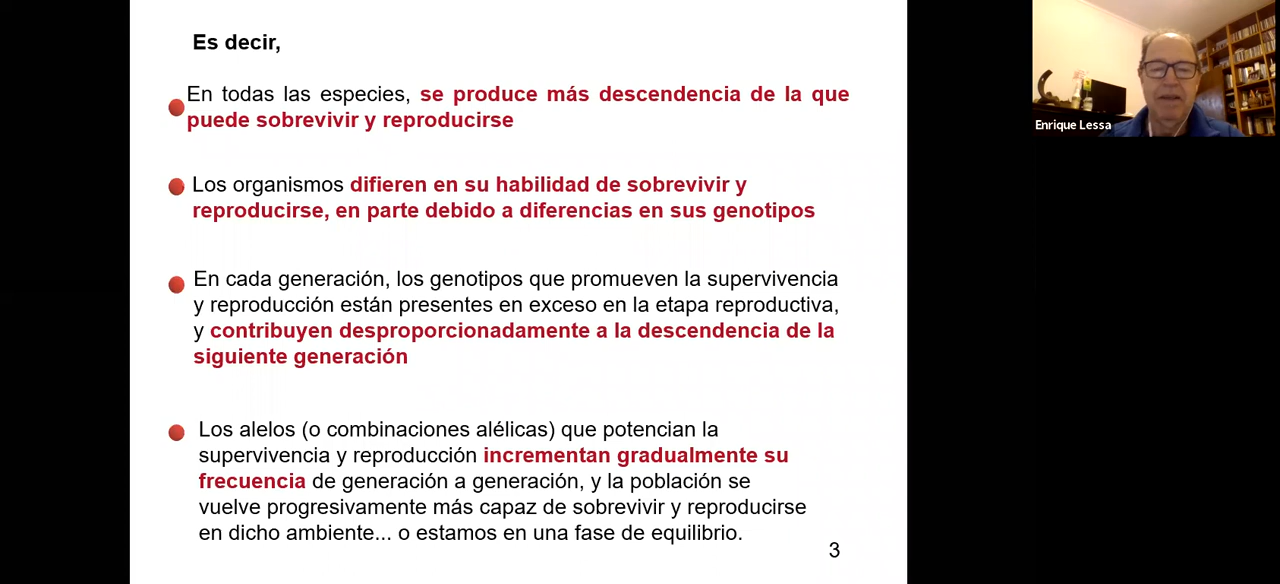 Es decir,
En todas las especies, se produce más descendencia de la que
puede sobrevivir y reproducirse
Los organismos difieren en su habilidad de sobrevivir y
reproducirse, en parte debido a diferencias en sus genotipos
En cada generación, los genotipos que promueven la supervivencia
y reproducción están presentes en exceso en la etapa reproductiva,
y contribuyen desproporcionadamente a la descendencia de la
siguiente generación
Los alelos (o combinaciones alélicas) que potencian la
supervivencia y reproducción incrementan gradualmente su
frecuencia de generación a generación, y la población se
vuelve progresivamente más capaz de sobrevivir y reproducirse
en dicho ambiente... o estamos en una fase de equilibrio.
3
Enrique Lessa